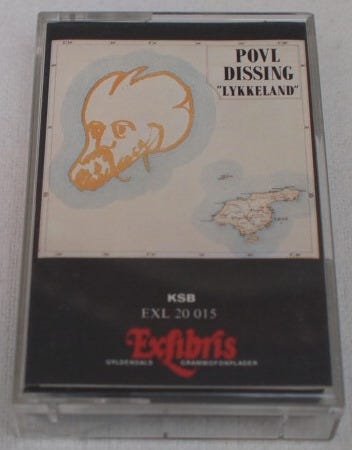 POVL
DISSING
"LYKKELAND"
KSB
EXL 20 015
Exlibris
GYLDENDALS GRAMMOFONPLADER